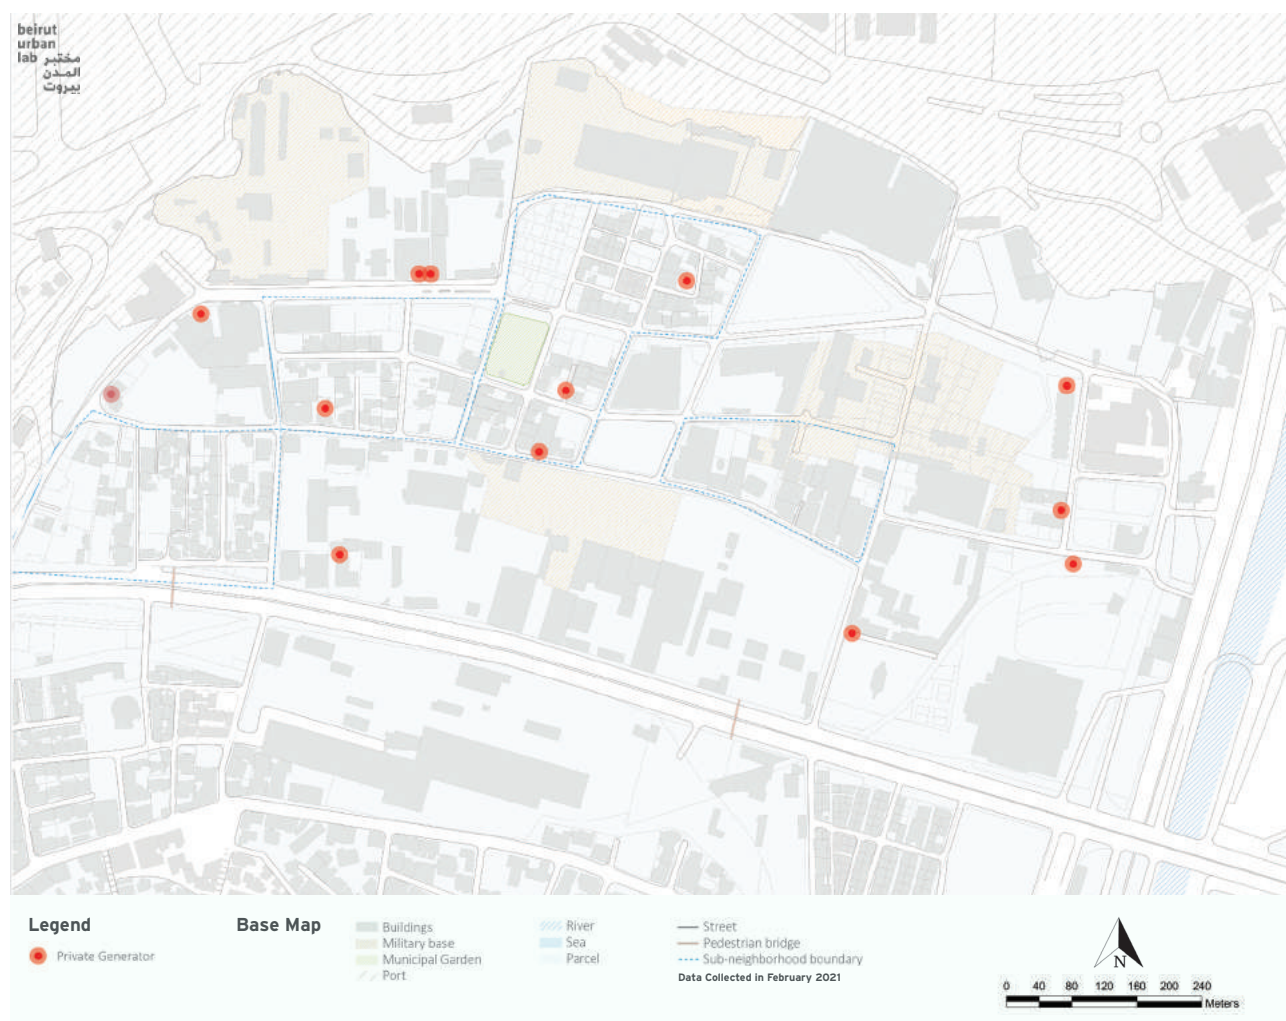 beirut
urban
lab مختبر
المدن
بيروت
Legend
Private Generator
Base Map
Buildings
Military base
Municipal Garden
Port
River
Sea
Parcel
Street
Pedestrian bridge
Sub-neighborhood boundary
Data Collected in February 2021
N
0 40 80 120 160 200 240
Meters